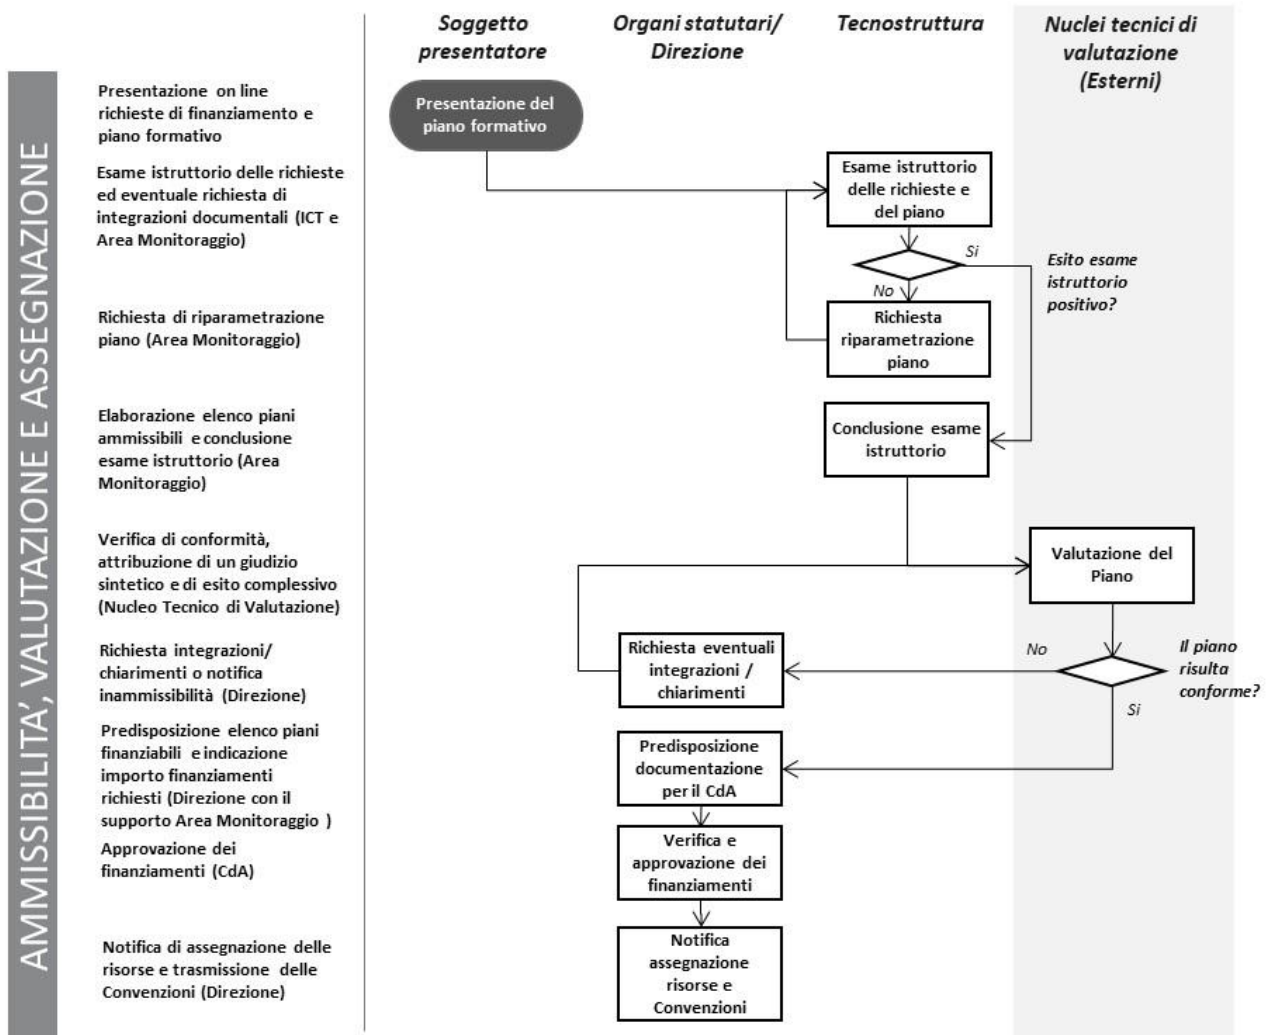 Soggetto
presentatore
Organi statutari/
Direzione
Tecnostruttura
Nuclei tecnici di
valutazione
(Esterni)
AMMISSIBILITA’, VALUTAZIONE E ASSEGNAZIONE
Presentazione on line
richieste di finanziamento e
piano formativo
Presentazione del
piano formativo
Esame istruttorio delle richieste
ed eventuale richiesta di
integrazioni documentali (ICT e
Area Monitoraggio)
Esame istruttorio
delle richieste e
del piano
Si
No
Esito esame
istruttorio
positivo?
Richiesta di riparametrazione
piano (Area Monitoraggio)
Richiesta
riparametrazione
piano
Elaborazione elenco piani
ammissibili e conclusione
esame istruttorio (Area
Monitoraggio)
Conclusione esame
istruttorio
Verifica di conformità,
attribuzione di un giudizio
sintetico e di esito complessivo
(Nucleo Tecnico di Valutazione)
Valutazione del
Piano
Richiesta integrazioni/
chiarimenti o notifica
inammissibilità (Direzione)
Richiesta eventuali
integrazioni /
chiarimenti
No
Il piano
risulta
conforme?
Si
Predisposizione elenco piani
finanziabili e indicazione
importo finanziamenti
richiesti (Direzione con il
supporto Area Monitoraggio )
Predisposizione
documentazione
per il CdA
Approvazione dei
finanziamenti (CdA)
Verifica e
approvazione dei
finanziamenti
Notifica di assegnazione delle
risorse e trasmissione delle
Convenzioni (Direzione)
Notifica
assegnazione
risorse e
Convenzioni